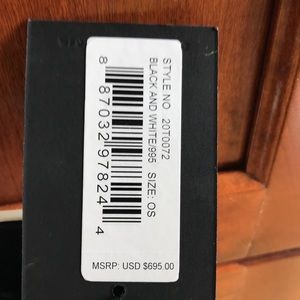 STYLE NO 20T0072
BLACK AND WHITE/995 SIZE: OS
8 87032 97824 4
MSRP: USD $695.00